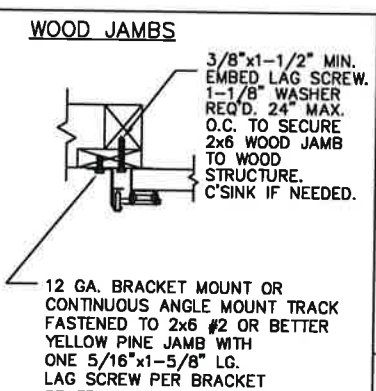 WOOD JAMBS
3/8"x1-1/2" MIN.
EMBED LAG SCREW.
1-1/8" WASHER
REQ'D. 24" MAX.
O.C. TO SECURE
2x6 WOOD JAMB
TO WOOD
STRUCTURE.
C'SINK IF NEEDED.
12 GA. BRACKET MOUNT OR
CONTINUOUS ANGLE MOUNT TRACK
FASTENED TO 2x6 #2 OR BETTER
YELLOW PINE JAMB WITH
ONE 5/16"x1-5/8" LG.
LAG SCREW PER BRACKET